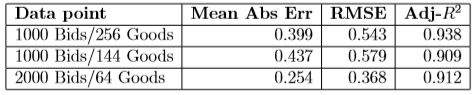 Data point Mean Abs Err RMSE Adj-R²
1000 Bids/256 Goods 0.399 0.543 0.938
1000 Bids/144 Goods 0.437 0.579 0.909
2000 Bids/64 Goods 0.254 0.368 0.912